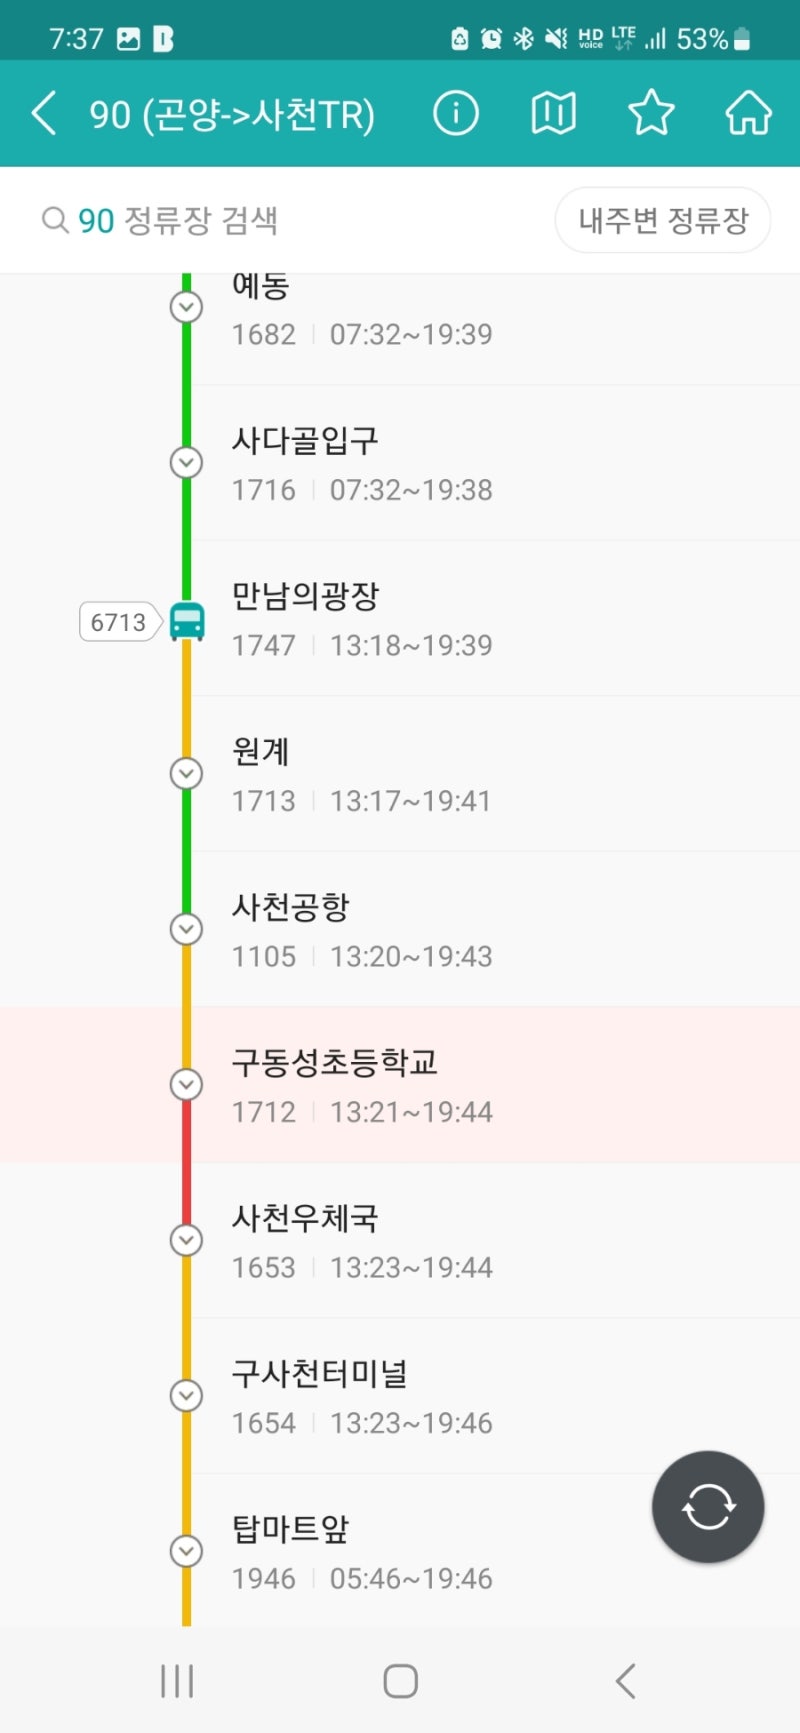 7:37
HD voice LTE 53%
90 (곤양->사천TR)
90 정류장 검색
내주변 정류장
예동
1682 | 07:32~19:39
사다골입구
1716 | 07:32~19:38
6713
만남의광장
1747 | 13:18~19:39
원계
1713 | 13:17~19:41
사천공항
1105 | 13:20~19:43
구동성초등학교
1712 | 13:21~19:44
사천우체국
1653 | 13:23~19:44
구사천터미널
1654 | 13:23~19:46
탑마트앞
1946 | 05:46~19:46